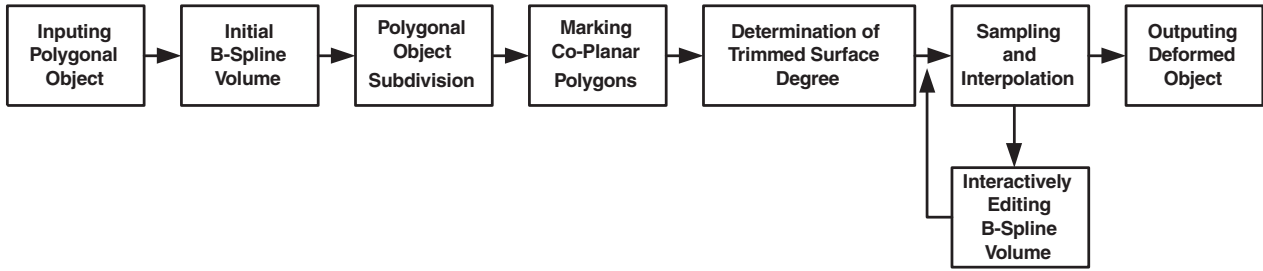 Inputing
Polygonal
Object
Initial
B-Spline
Volume
Polygonal
Object
Subdivision
Marking
Co-Planar
Polygons
Determination of
Trimmed Surface
Degree
Sampling
and
Interpolation
Outputing
Deformed
Object
Interactively
Editing
B-Spline
Volume